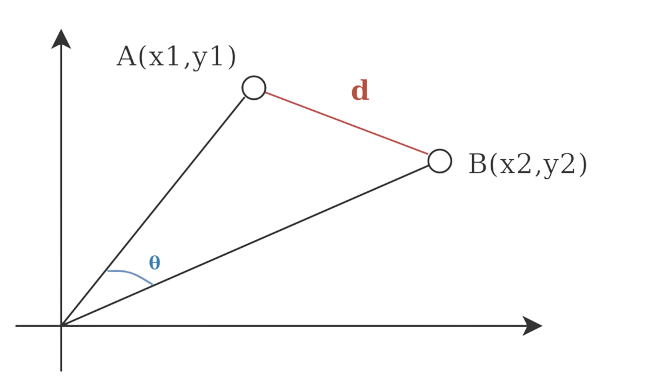 A(x1,y1)
d
B(x2,y2)
θ